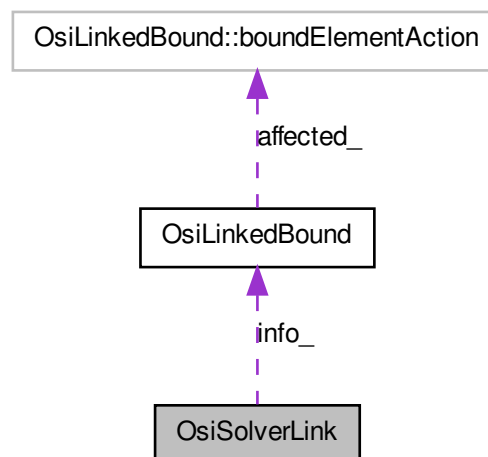 OsiLinkedBound::boundElementAction
affected_
OsiLinkedBound
info_
OsiSolverLink